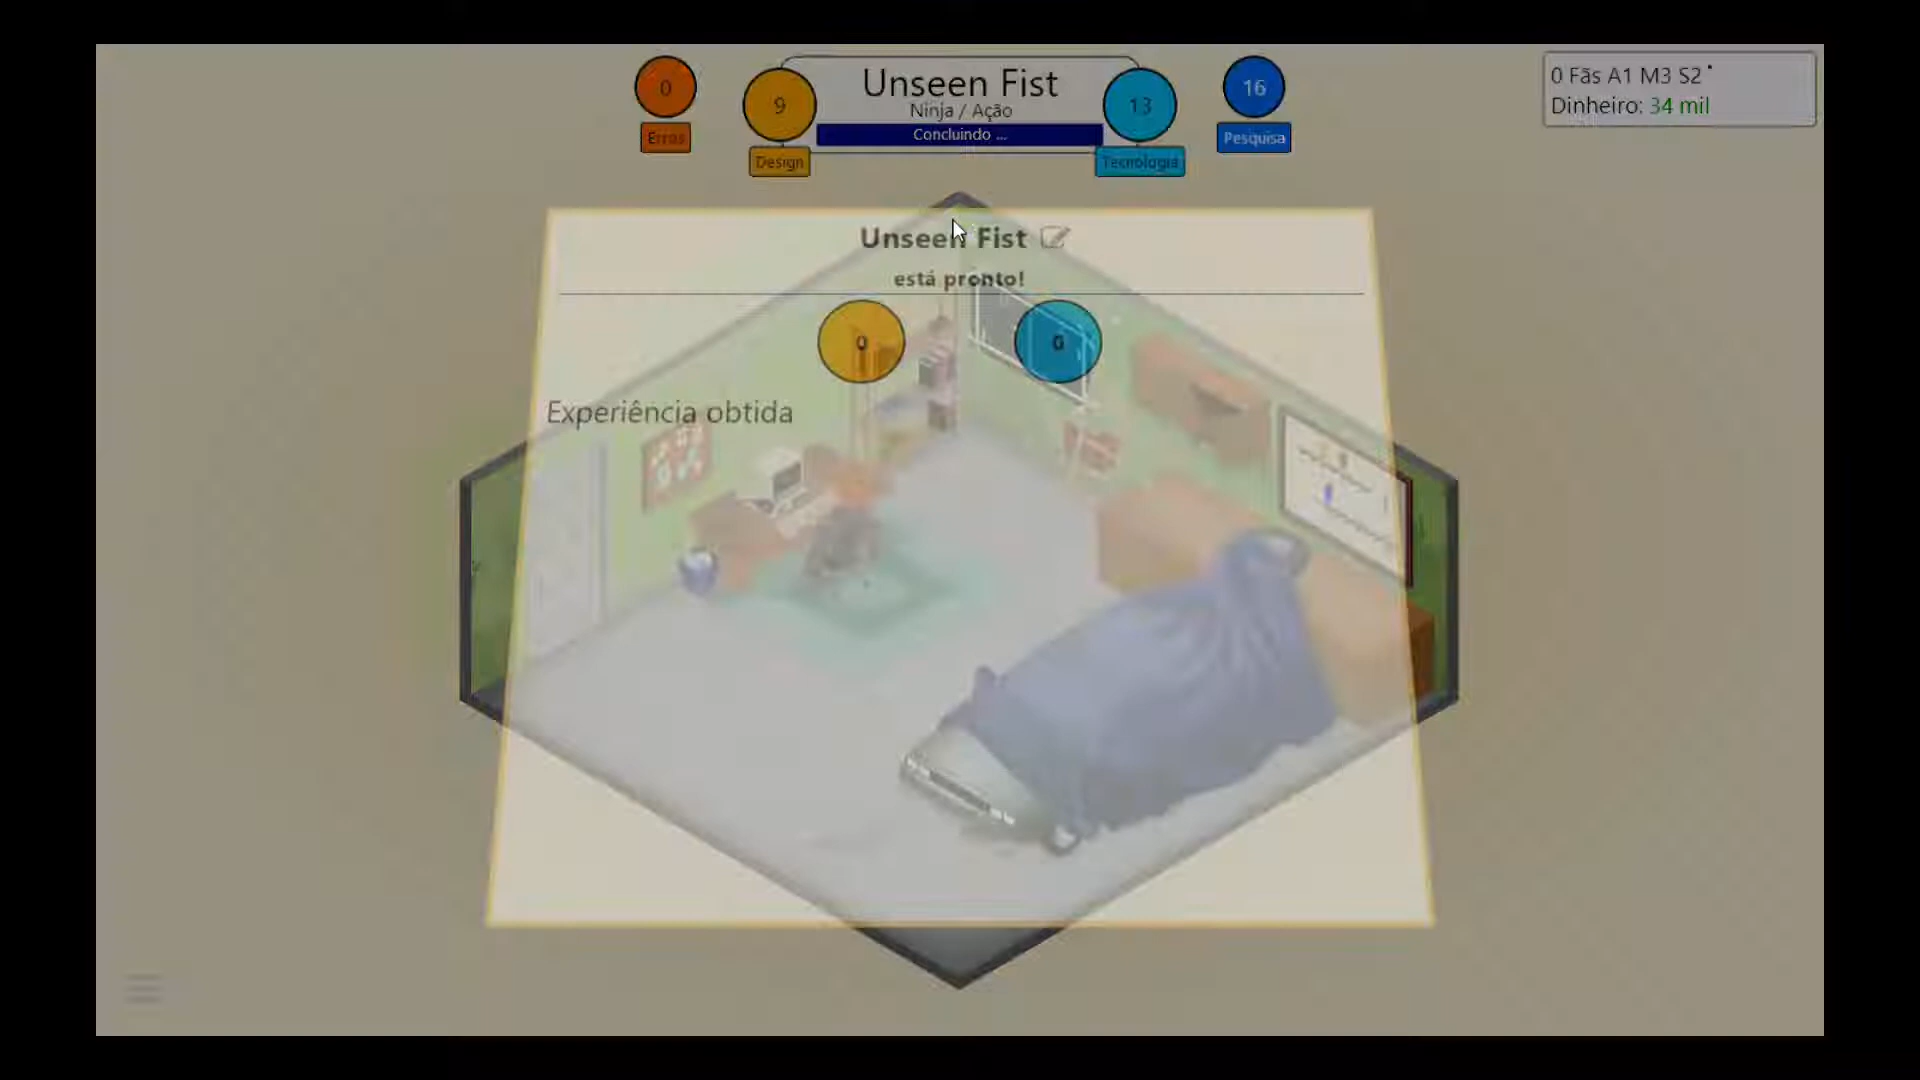 0
Erros
9
Design
Unseen Fist
Ninja / Ação
Concluindo ...
13
Tecnologia
16
Pesquisa
0 Fãs A1 M3 S2
Dinheiro: 34 mil
Unseen Fist
está pronto!
0
0
Experiência obtida